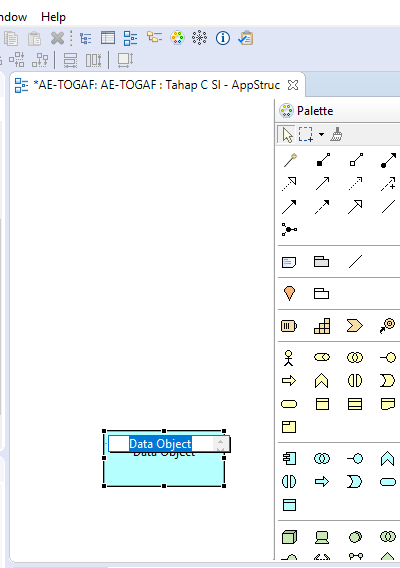 ndow Help
*AE-TOGAF: AE-TOGAF : Tahap C SI - AppStruc
Palette
Data Object
Data Object